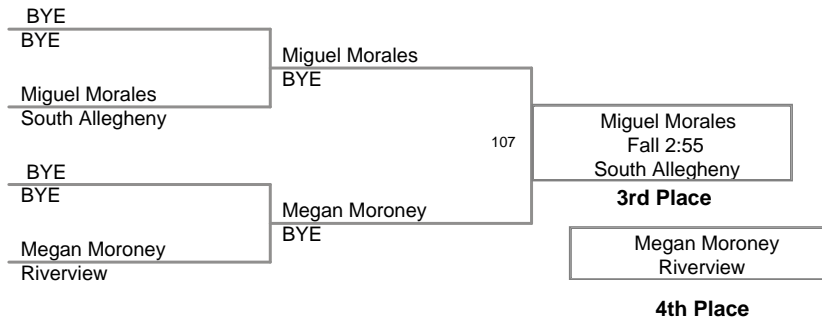 BYE
BYE
Miguel Morales
BYE
Miguel Morales
South Allegheny
107
Miguel Morales
Fall 2:55
South Allegheny
3rd Place
BYE
BYE
Megan Moroney
BYE
Megan Moroney
Riverview
Megan Moroney
Riverview
4th Place